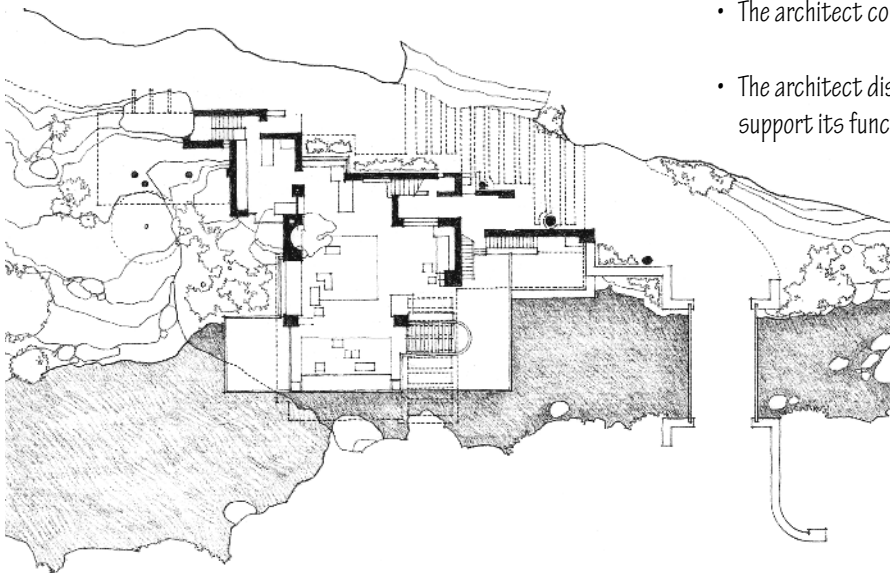 • The architect co
• The architect dis
support its func